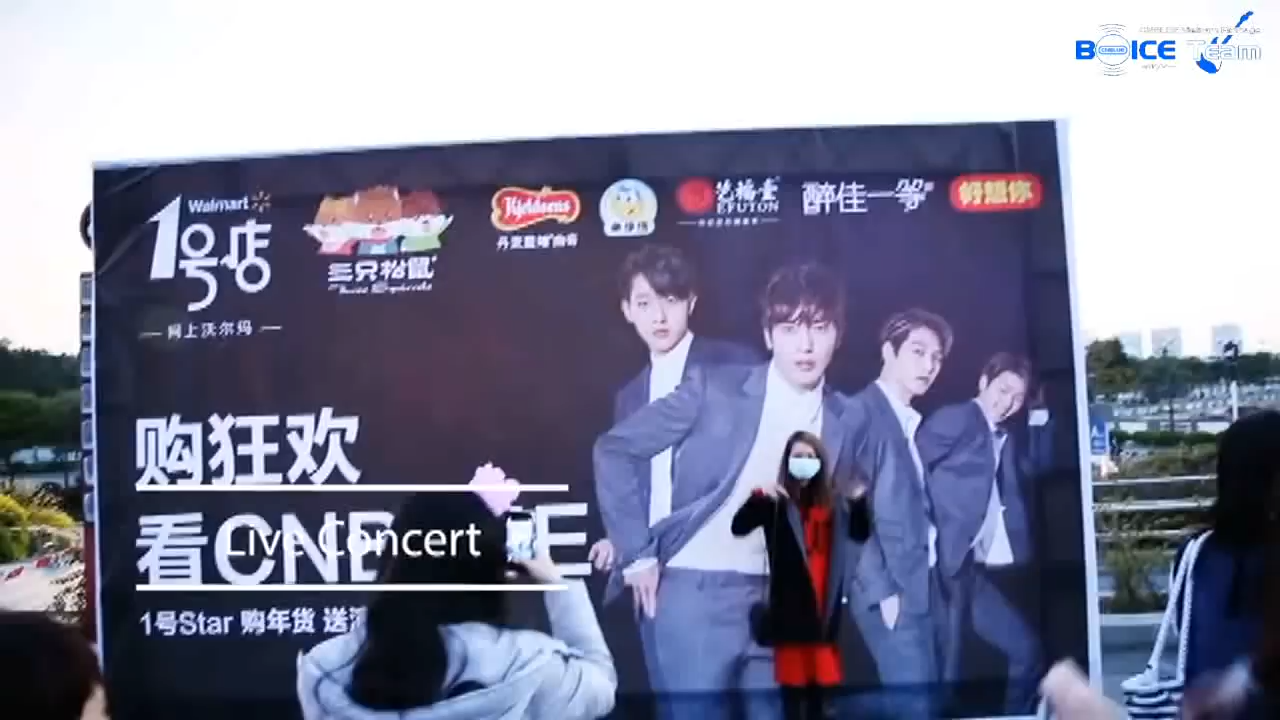 BOICE Team
Walmart
1号店
网上沃尔玛
三只松鼠
Kjeldsens
丹麦蓝罐曲奇
艺福堂
EFUTON
醉佳一等
好想你
购狂欢
看CNB E
Live Concert
1号Star 购年货 送